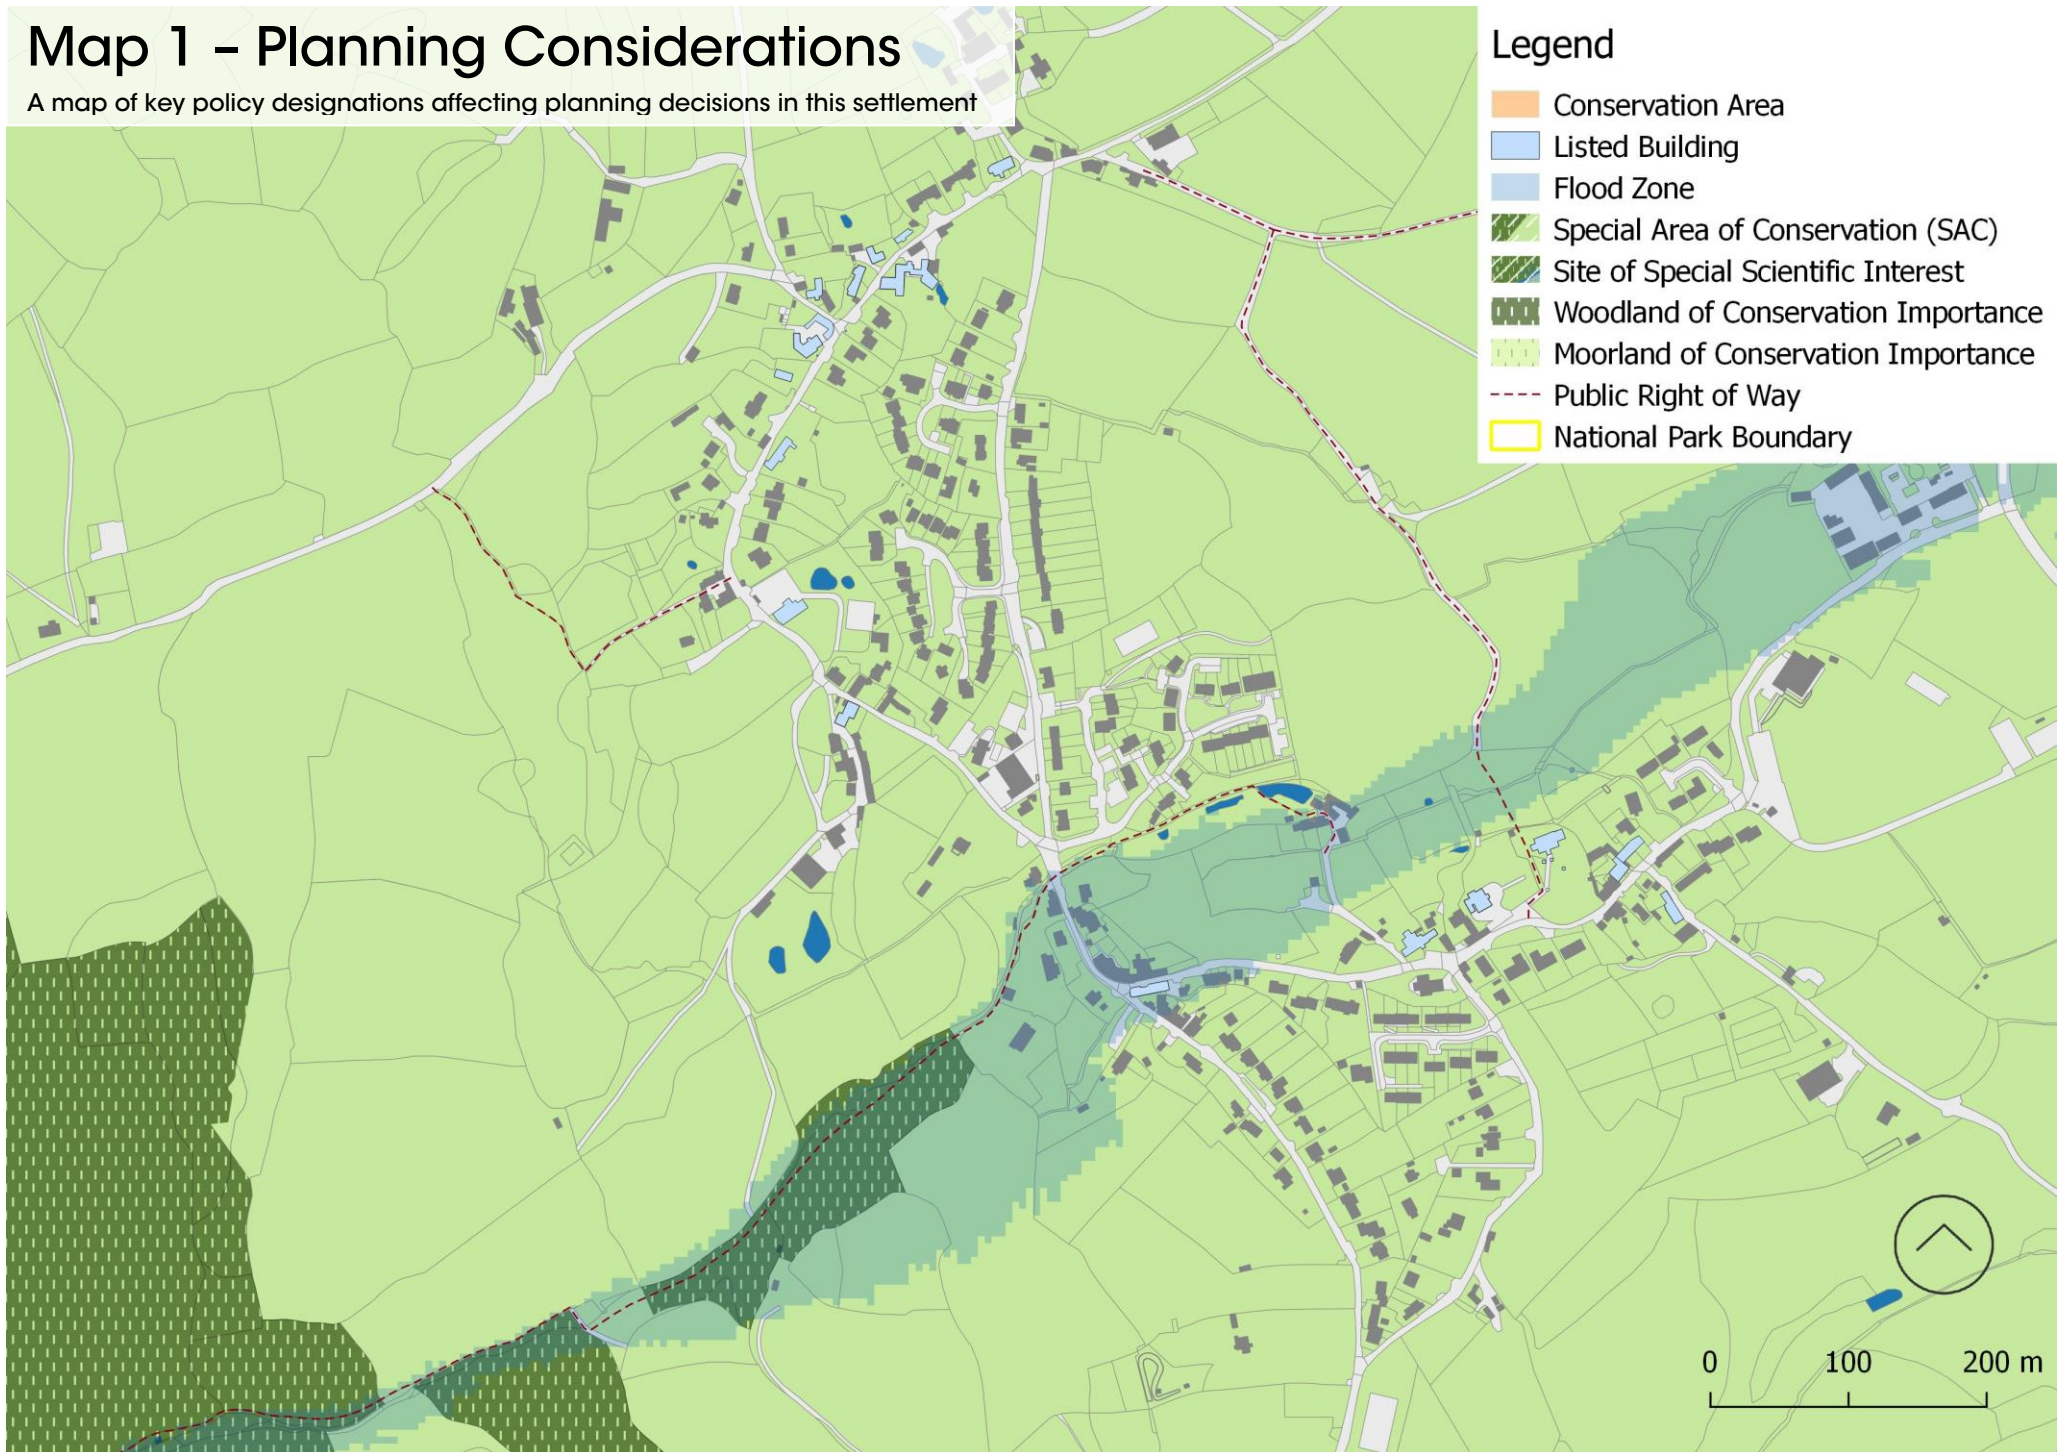 Map 1 – Planning Considerations
A map of key policy designations affecting planning decisions in this settlement
Legend
Conservation Area
Listed Building
Flood Zone
Special Area of Conservation (SAC)
Site of Special Scientific Interest
Woodland of Conservation Importance
Moorland of Conservation Importance
Public Right of Way
National Park Boundary
0 100 200 m